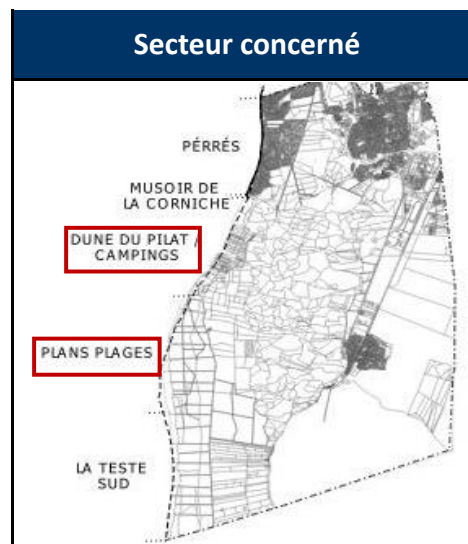 Secteur concerné
PÉRRÉS
MUSOIR DE
LA CORNICHE
DUNE DU PILAT /
CAMPINGS
PLANS PLAGES
LA TESTE
SUD